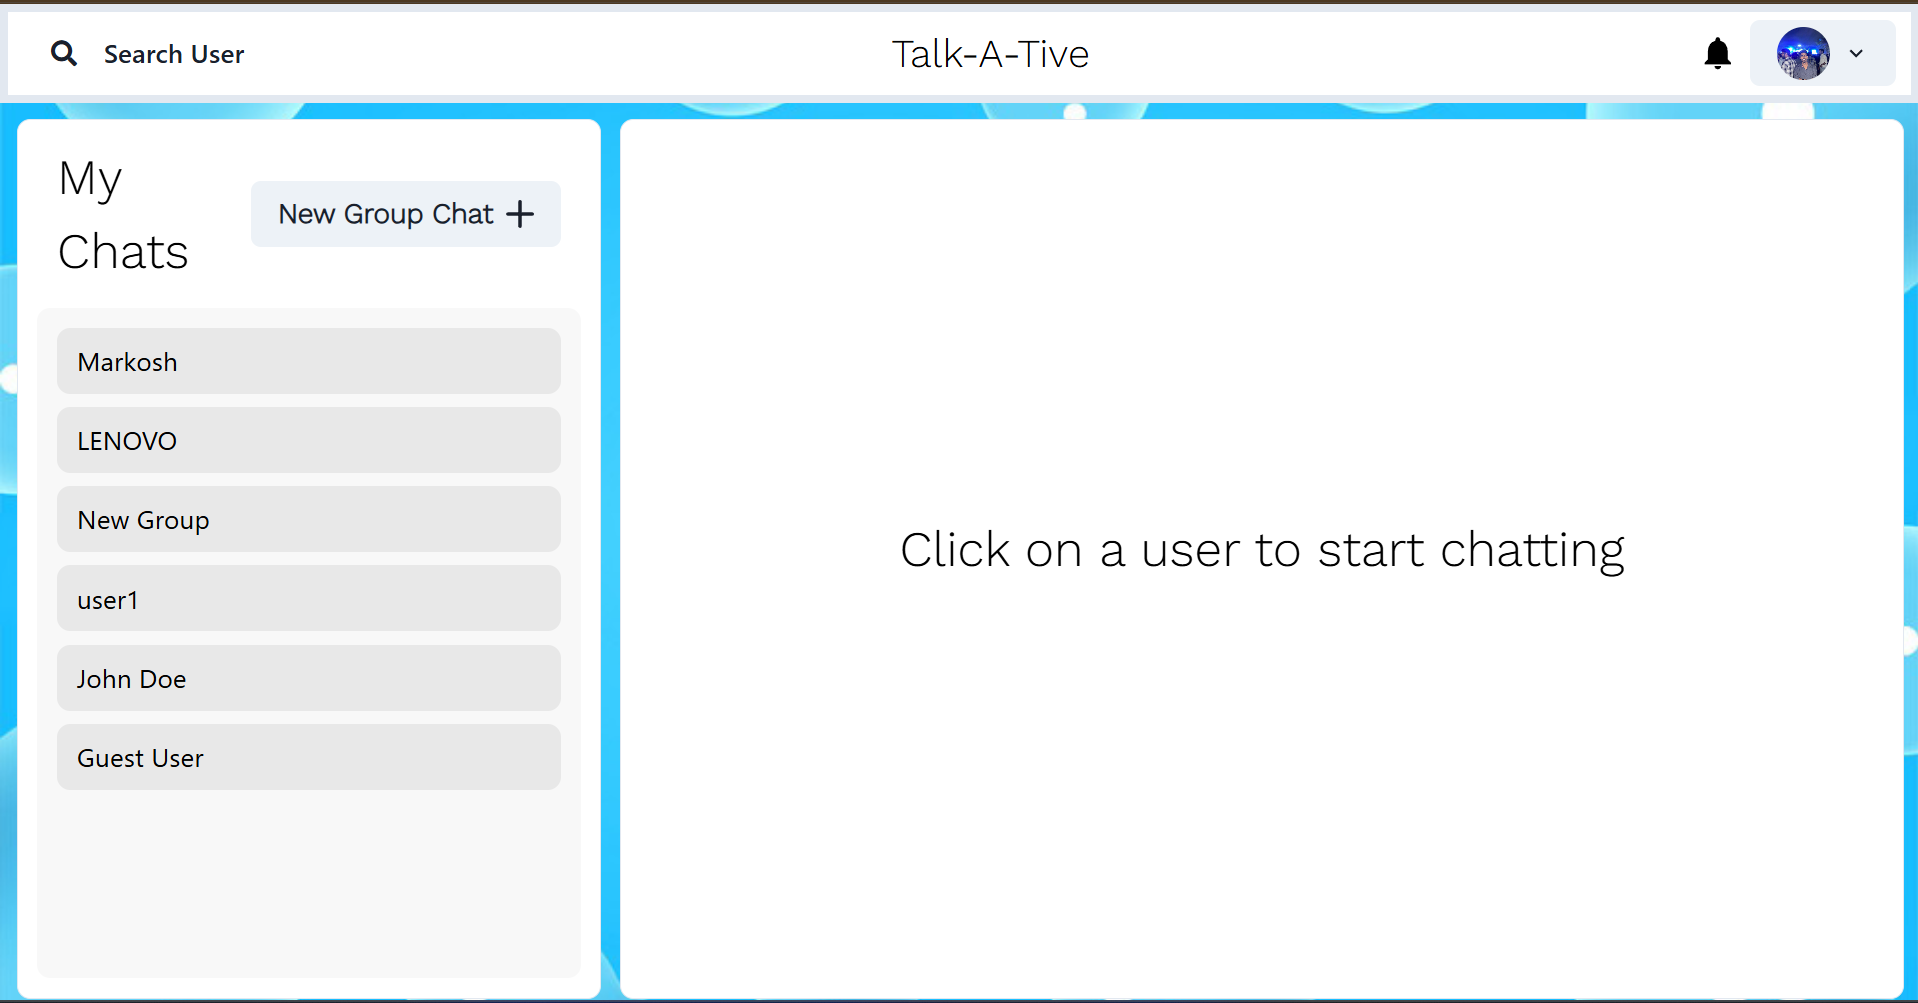 Search User
Talk-A-Tive
My
Chats
New Group Chat
Markosh
LENOVO
New Group
user1
John Doe
Guest User
Click on a user to start chatting